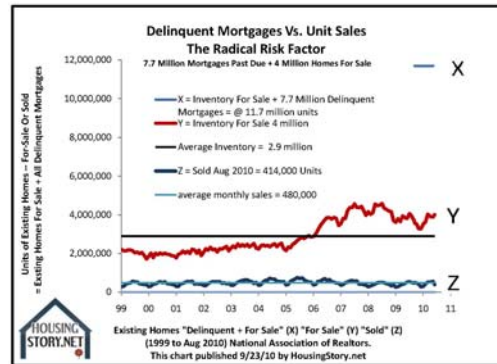 Delinquent Mortgages Vs. Unit Sales
The Radical Risk Factor
7.7 Million Mortgages Past Due + 4 Million Homes For Sale
12,000,000
10,000,000
8,000,000
6,000,000
4,000,000
2,000,000
0
Units of Existing Homes -- For-Sale Or Sold
= Exsting Homes For Sale + All Delinquent Mortgages
X = Inventory For Sale + 7.7 Million Delinquent
Mortgages = @ 11.7 million units
Y = Inventory For Sale 4 million
Average Inventory = 2.9 million
Z = Sold Aug 2010 = 414,000 Units
average monthly sales = 480,000
X
Y
Z
99 00 01 02 03 04 05 06 07 08 09 10 11
HOUSING
STORY.NET
Existing Homes "Delinquent + For Sale" (X) "For Sale" (Y) "Sold" (Z)
(1999 to Aug 2010) National Association of Realtors.
This chart published 9/23/10 by HousingStory.net